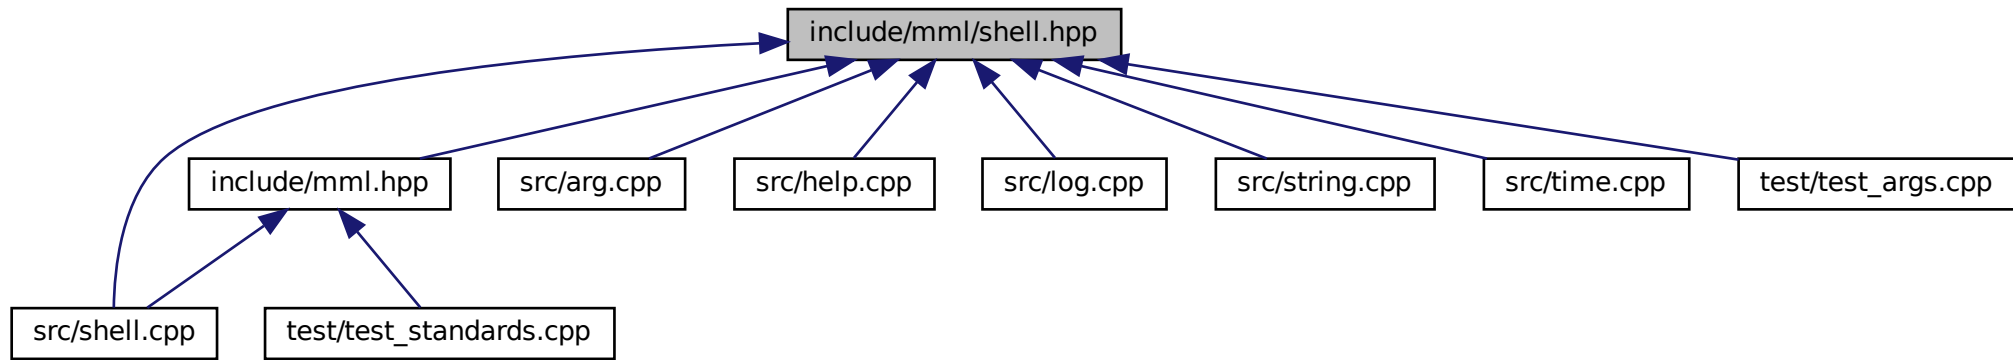 include/mml/shell.hpp
include/mml.hpp
src/arg.cpp
src/help.cpp
src/log.cpp
src/string.cpp
src/time.cpp
test/test_args.cpp
src/shell.cpp
test/test_standards.cpp